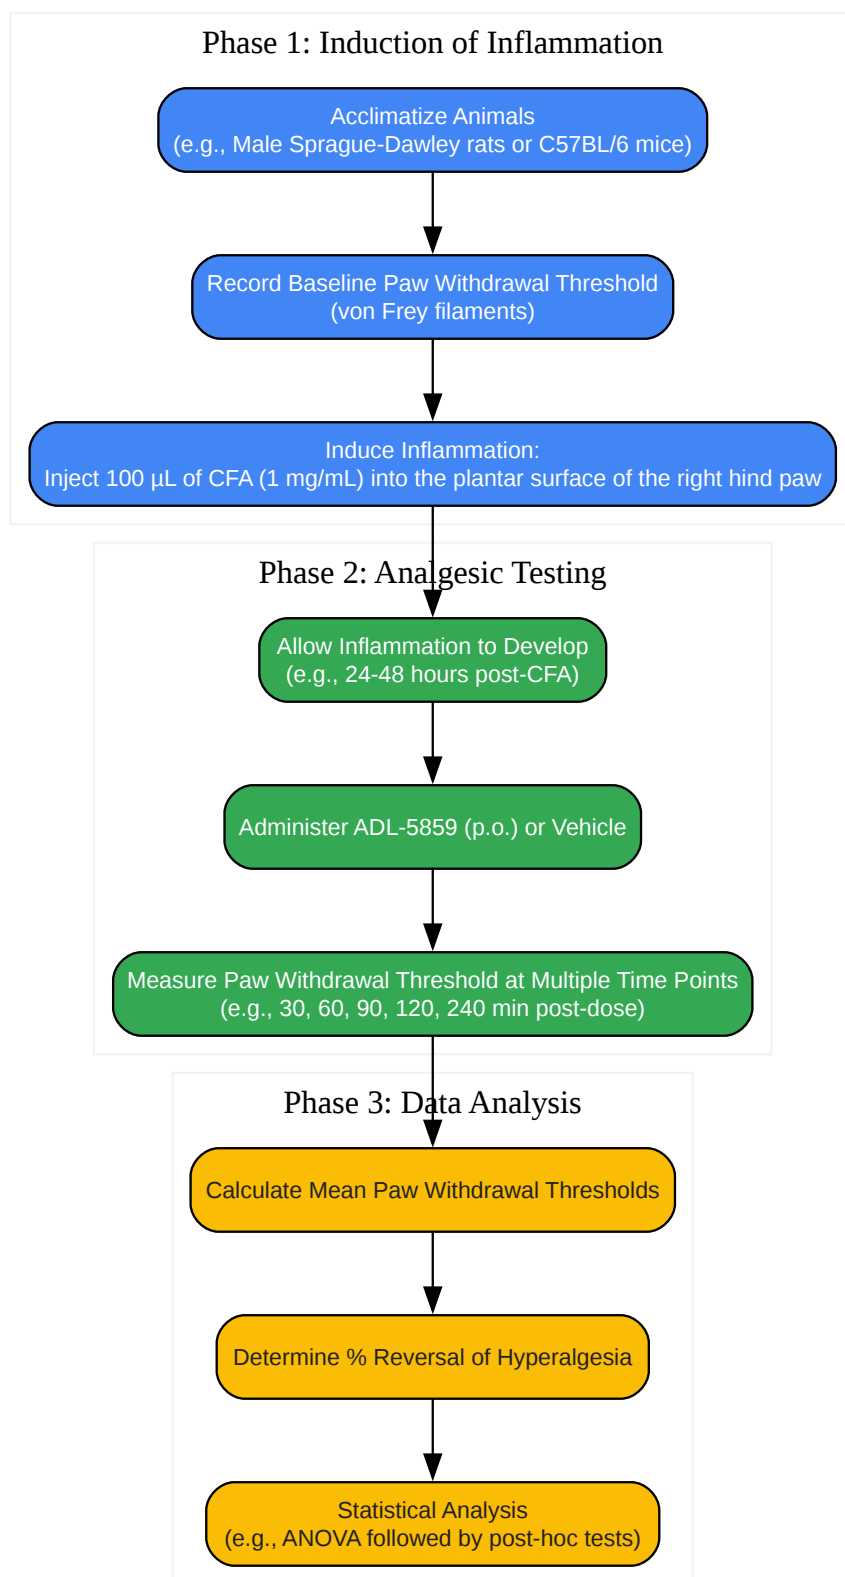 Phase 1: Induction of Inflammation
Acclimatize Animals
(e.g., Male Sprague-Dawley rats or C57BL/6 mice)
Record Baseline Paw Withdrawal Threshold
(von Frey filaments)
Induce Inflammation:
Inject 100 µL of CFA (1 mg/mL) into the plantar surface of the right hind paw
Phase 2: Analgesic Testing
Allow Inflammation to Develop
(e.g., 24-48 hours post-CFA)
Administer ADL-5859 (p.o.) or Vehicle
Measure Paw Withdrawal Threshold at Multiple Time Points
(e.g., 30, 60, 90, 120, 240 min post-dose)
Phase 3: Data Analysis
Calculate Mean Paw Withdrawal Thresholds
Determine % Reversal of Hyperalgesia
Statistical Analysis
(e.g., ANOVA followed by post-hoc tests)